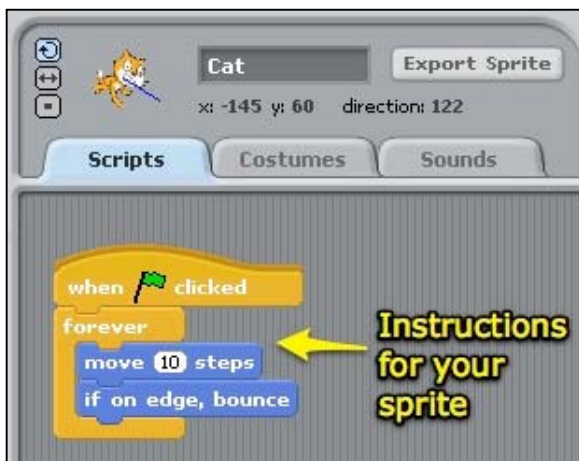 Cat
Export Sprite
x: -145 y: 60 direction: 122
Scripts
Costumes
Sounds
when clicked
forever
move 10 steps
if on edge, bounce
Instructions
for your
sprite